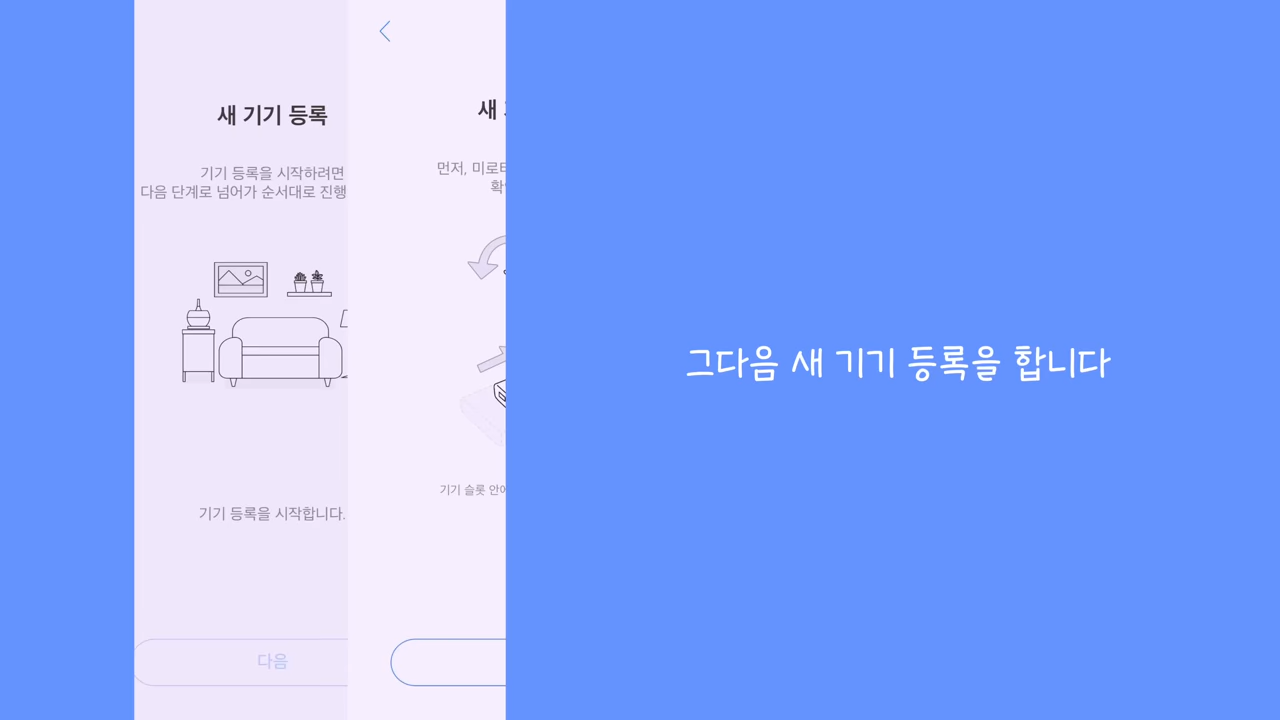 새 기기 등록
기기 등록을 시작하려면
다음 단계로 넘어가 순서대로 진행
기기 등록을 시작합니다.
다음
새
먼저, 미로
확
기기 슬롯 안에
그다음 새 기기 등록을 합니다